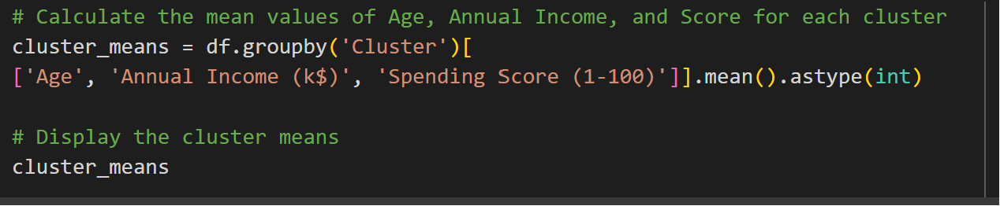 # Calculate the mean values of Age, Annual Income, and Score for each cluster
cluster_means = df.groupby('Cluster')[
['Age', 'Annual Income (k$)', 'Spending Score (1-100)']].mean().astype(int)
# Display the cluster means
cluster_means